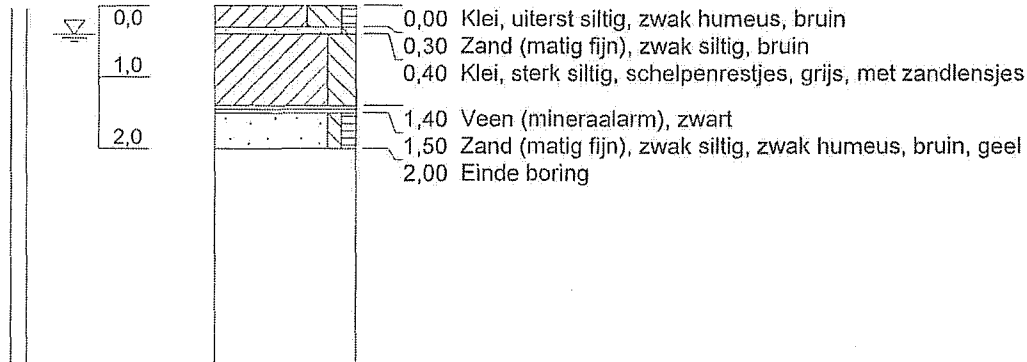 0,0
1,0
2,0
0,00 Klei, uiterst siltig, zwak humeus, bruin
0,30 Zand (matig fijn), zwak siltig, bruin
0,40 Klei, sterk siltig, schelpenrestjes, grijs, met zandlensjes
1,40 Veen (mineraalarm), zwart
1,50 Zand (matig fijn), zwak siltig, zwak humeus, bruin, geel
2,00 Einde boring